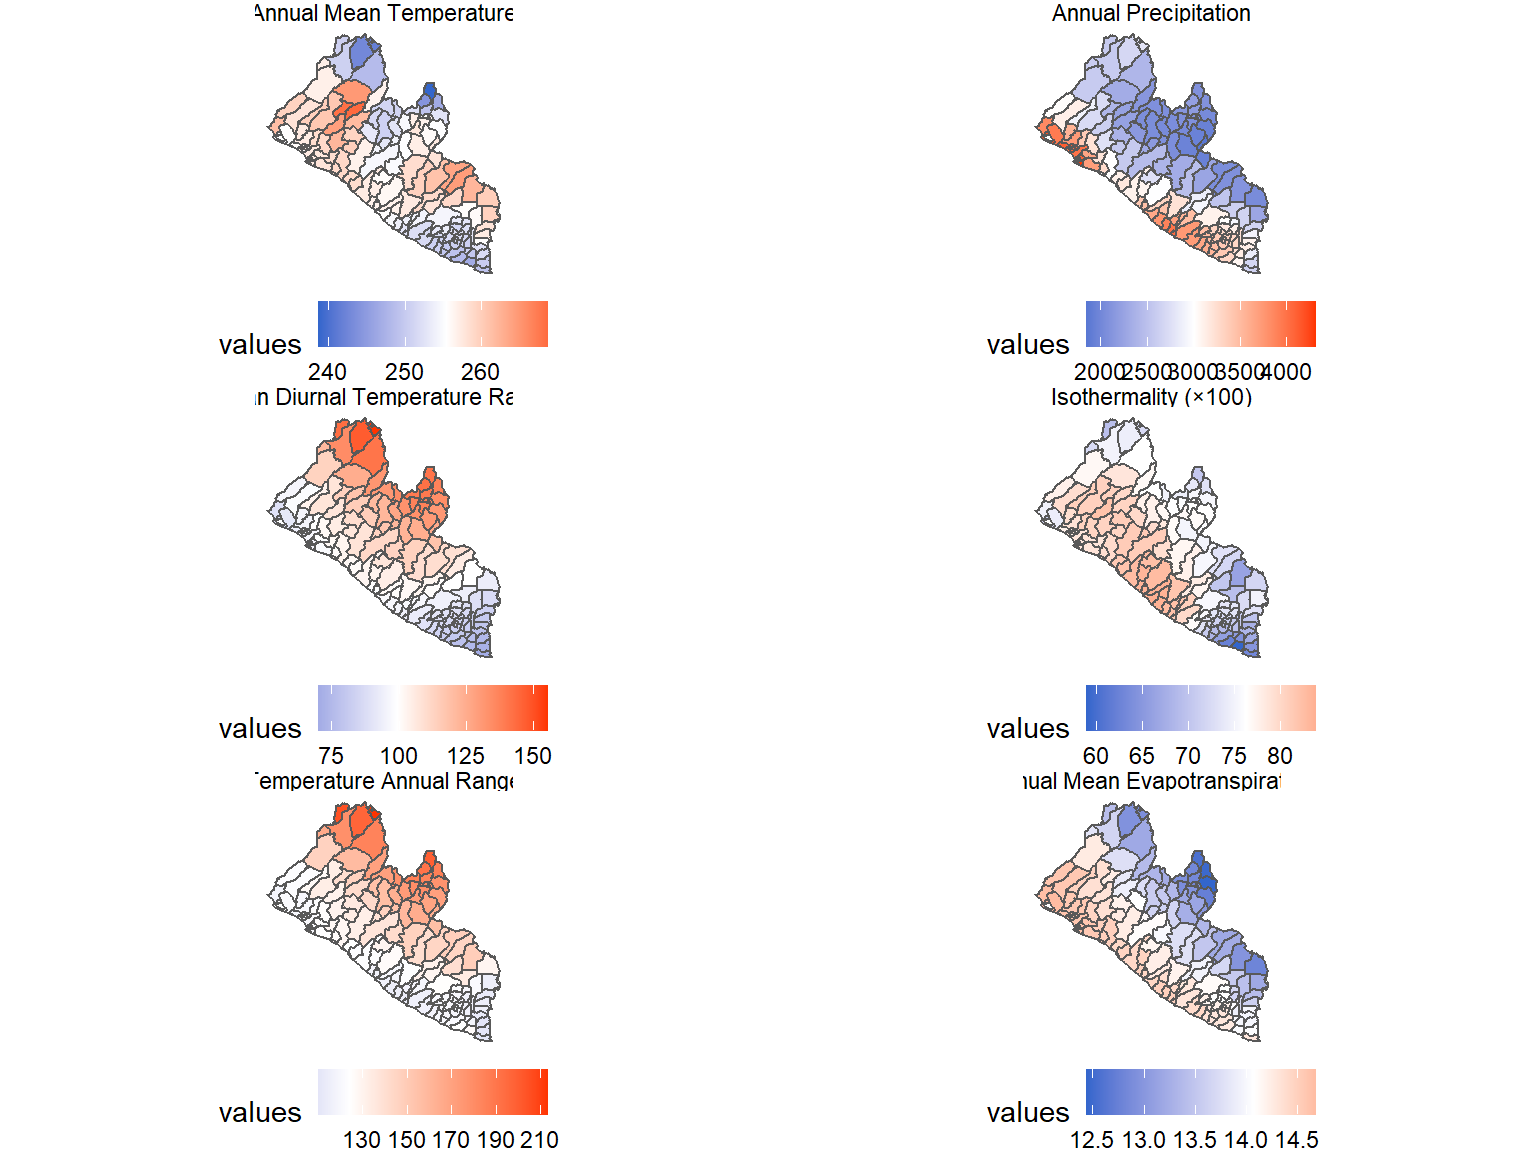 Annual Mean Temperature
Annual Precipitation
values
240 250 260
values
2000 2500 3000 3500 4000
n Diurnal Temperature Ra
Isothermality (×100)
values
75 100 125 150
values
60 65 70 75 80
Temperature Annual Range
nual Mean Evapotranspirat
values
130 150 170 190 210
values
12.5 13.0 13.5 14.0 14.5